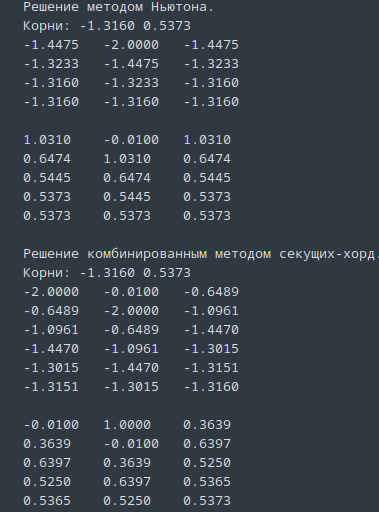 Решение методом Ньютона.
Корни: -1.3160 0.5373
-1.4475 -2.0000 -1.4475
-1.3233 -1.4475 -1.3233
-1.3160 -1.3233 -1.3160
-1.3160 -1.3160 -1.3160
1.0310 -0.0100 1.0310
0.6474 1.0310 0.6474
0.5445 0.6474 0.5445
0.5373 0.5445 0.5373
0.5373 0.5373 0.5373
Решение комбинированным методом секущих-хорд.
Корни: -1.3160 0.5373
-2.0000 -0.0100 -0.6489
-0.6489 -2.0000 -1.0961
-1.0961 -0.6489 -1.4470
-1.4470 -1.0961 -1.3015
-1.3015 -1.4470 -1.3151
-1.3151 -1.3015 -1.3160
-0.0100 1.0000 0.3639
0.3639 -0.0100 0.6397
0.6397 0.3639 0.5250
0.5250 0.6397 0.5365
0.5365 0.5250 0.5373